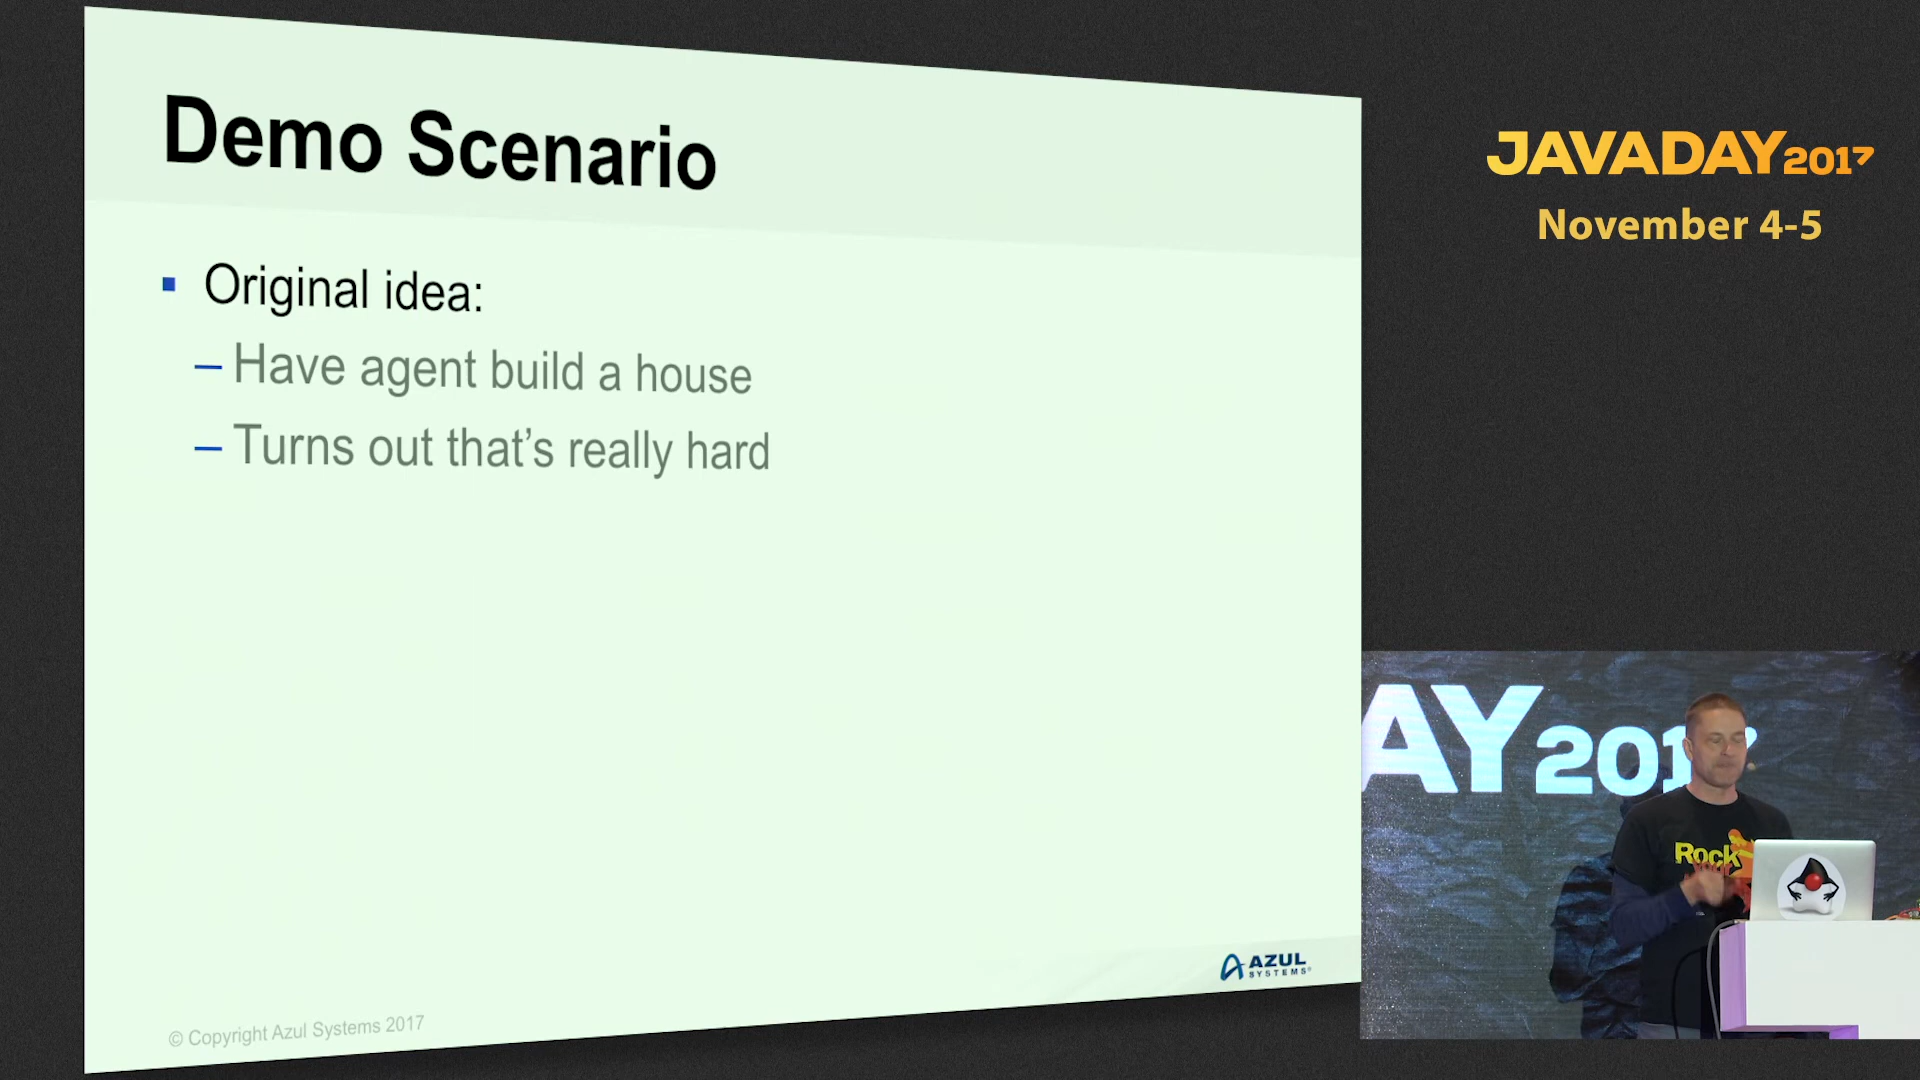 Demo Scenario
Original idea:
– Have agent build a house
– Turns out that's really hard
© Copyright Azul Systems 2017
AZUL
SYSTEMS®
JAVADAY2017
November 4-5
AY2017
Rock